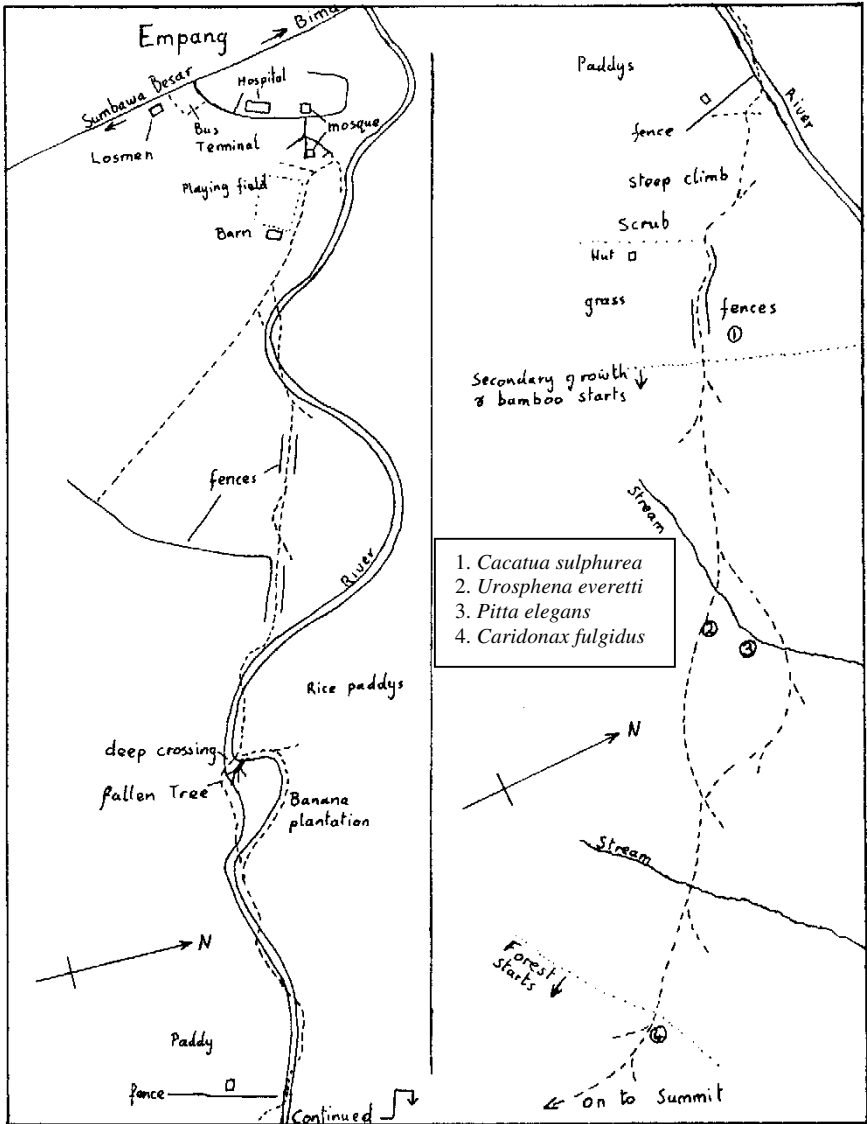 Empang
Bima
Sumbawa Besar
Hospital
Bus
Terminal
mosque
Losmen
Playing field
Barn
fences
River
Rice paddys
deep crossing
fallen Tree
Banana
plantation
N
Paddy
fence
Continued
Paddys
River
fence
Steep climb
Scrub
Hut
grass
fences
1
Secondary growth
& bamboo starts
Stream
1. Cacatua sulphurea
2. Urosphena everetti
3. Pitta elegans
4. Caridonax fulgidus
2
3
N
Stream
Forest
starts
4
on to Summit